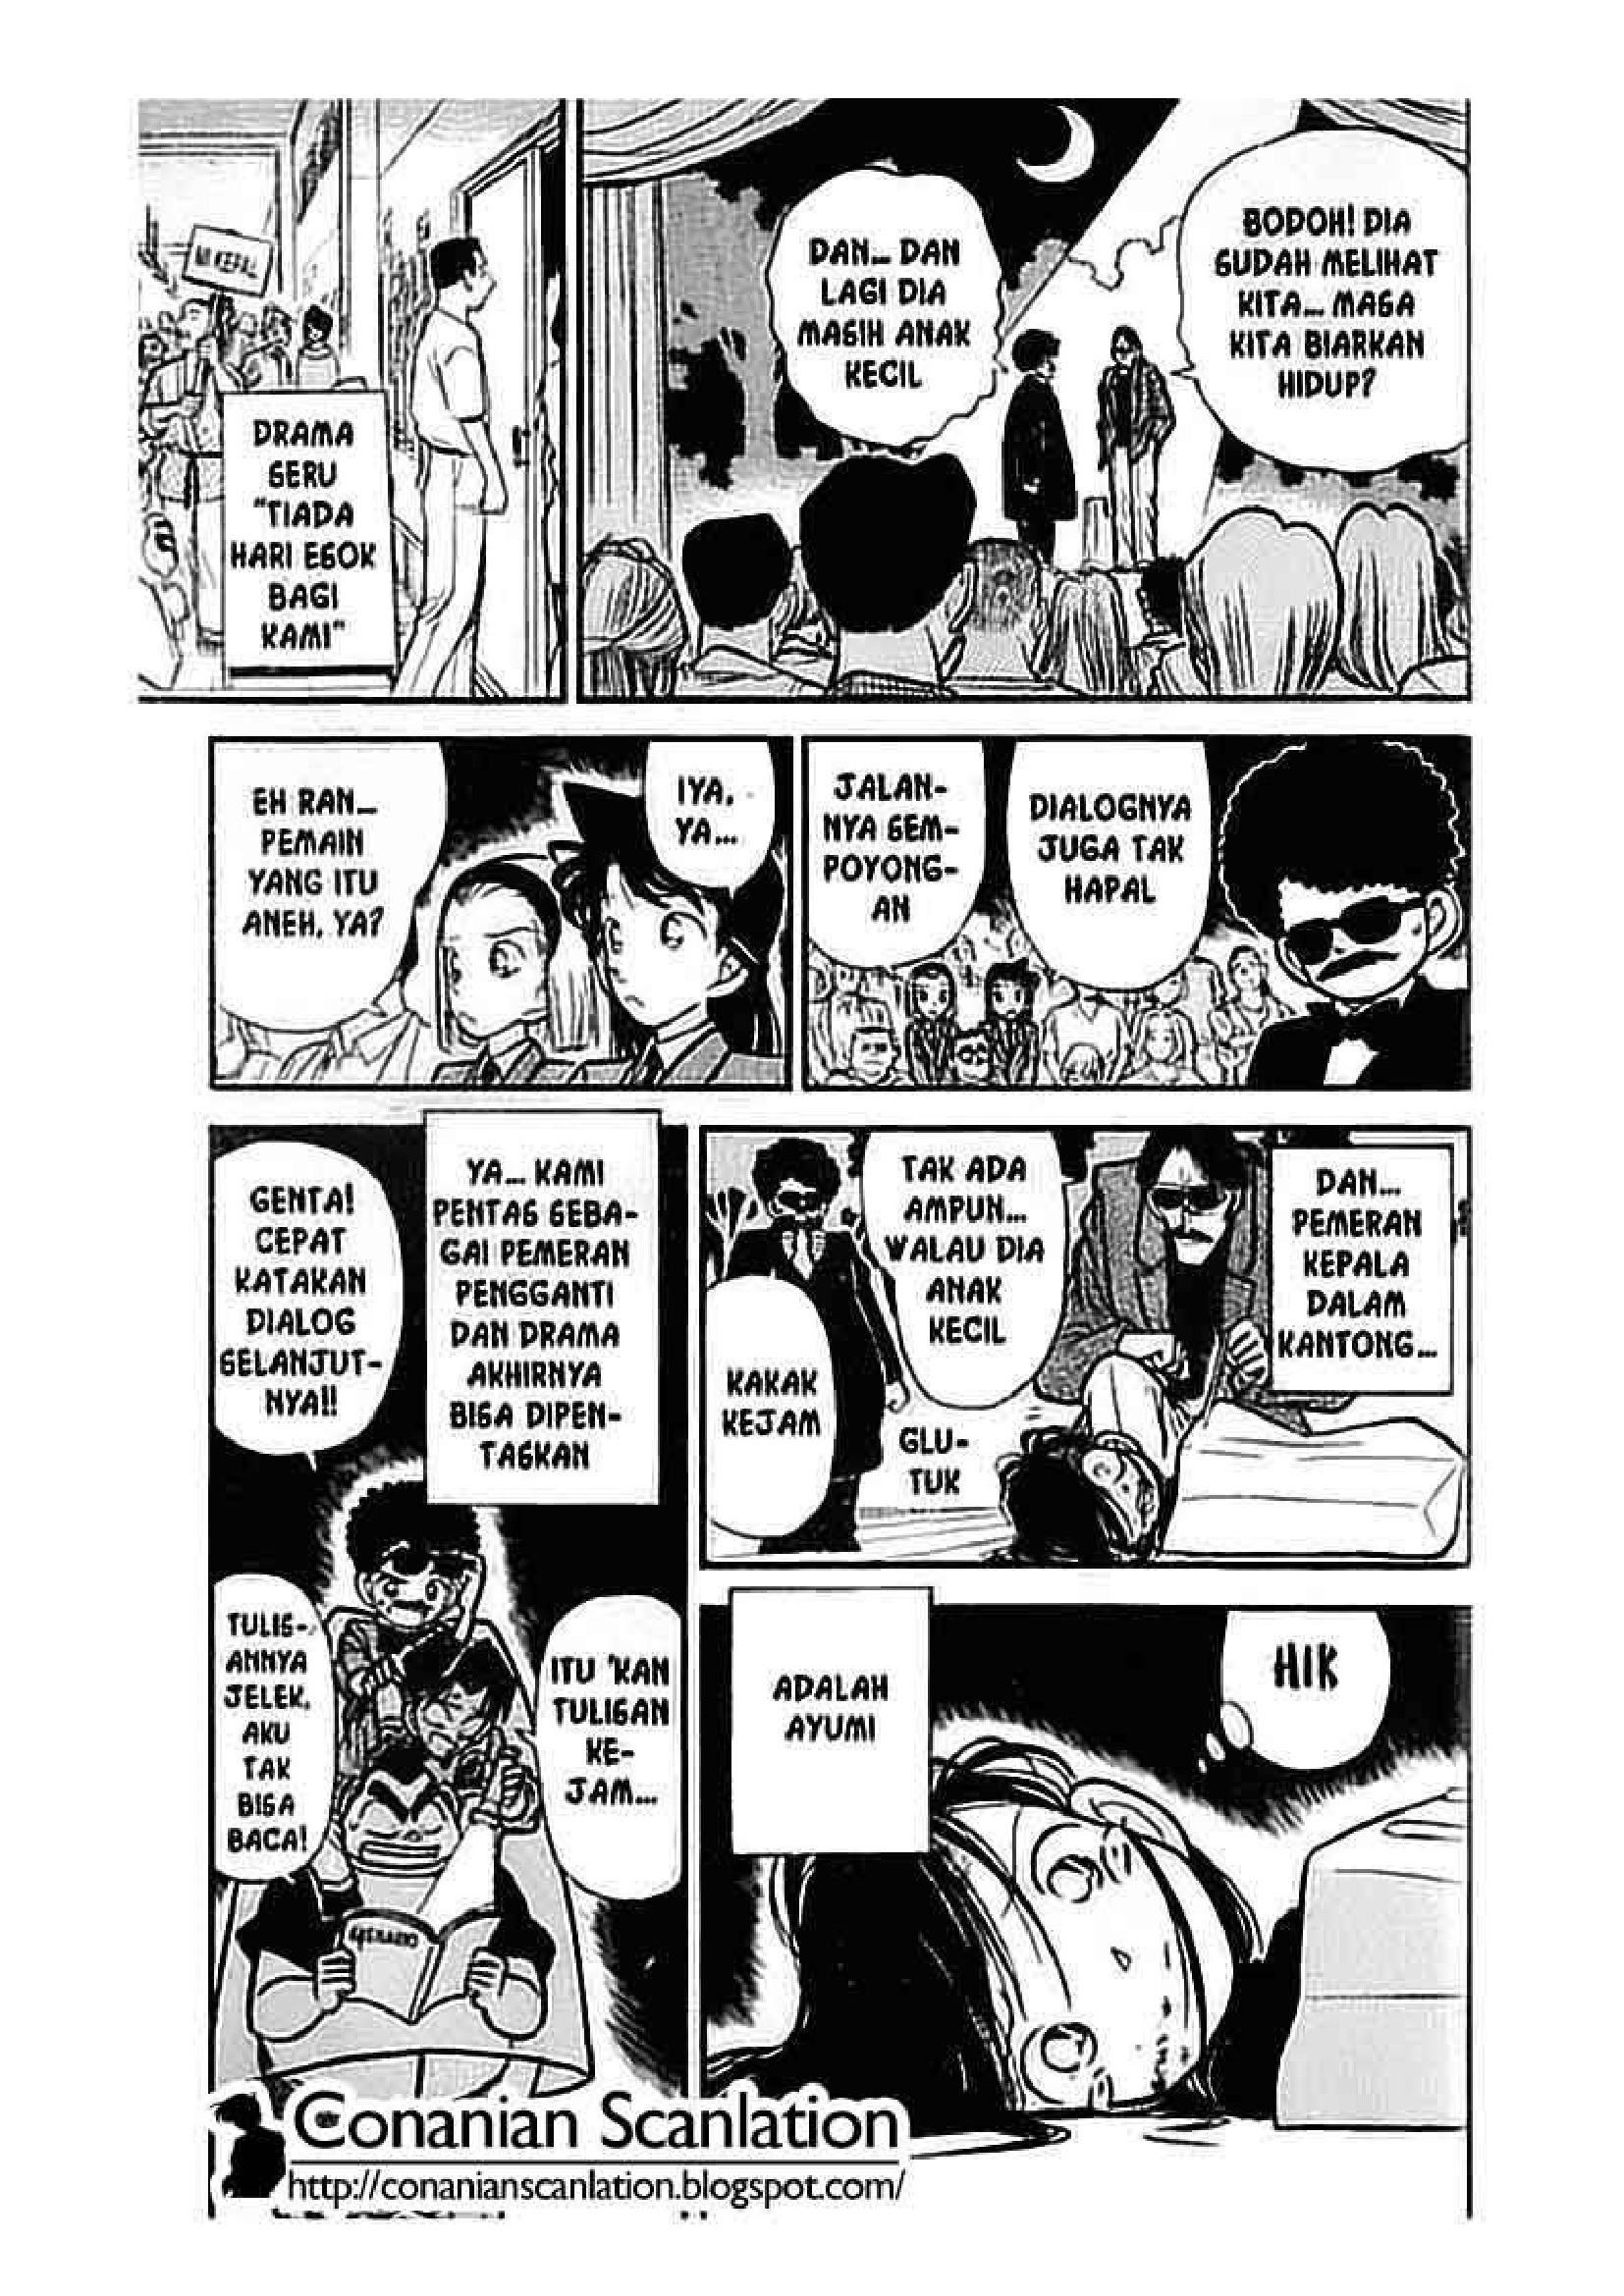 BODOH! DIA
SUDAH MELIHAT
KITA... MASA
KITA BIARKAN
HIDUP?
DAN... DAN
LAGI DIA
MASIH ANAK
KECIL
DRAMA
SERU
"TIADA
HARI ESOK
BAGI
KAMI"
DIALOGNYA
JUGA TAK
HAPAL
JALAN-
NYA SEM-
POYONG-
AN
IYA,
YA...
EH RAN...
PEMAIN
YANG ITU
ANEH, YA?
DAN...
PEMERAN
KEPALA
DALAM
KANTONG...
TAK ADA
AMPUN...
WALAU DIA
ANAK
KECIL
KAKAK
KEJAM
GLU-
TUK
HIK
ADALAH
AYUMI
YA... KAMI
PENTAS SEBA-
GAI PEMERAN
PENGGANTI
DAN DRAMA
AKHIRNYA
BISA DIPEN-
TASKAN
GENTA!
CEPAT
KATAKAN
DIALOG
SELANJUT-
NYA!!
ITU 'KAN
TULISAN
KE-
JAM...
TULIS-
ANNYA
JELEK,
AKU
TAK
BISA
BACA!
SKENARIO
Conanian Scanlation
http://conanianscanlation.blogspot.com/